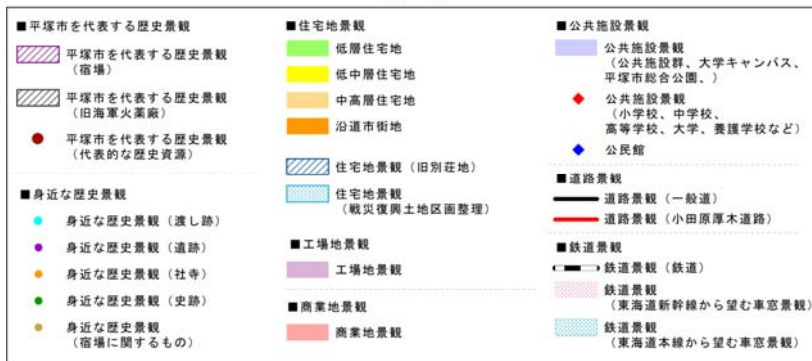 ■平塚市を代表する歴史景観
平塚市を代表する歴史景観
（宿場）
平塚市を代表する歴史景観
（旧海軍火薬廠）
平塚市を代表する歴史景観
（代表的な歴史資源）
■身近な歴史景観
身近な歴史景観（渡し跡）
身近な歴史景観（遺跡）
身近な歴史景観（社寺）
身近な歴史景観（史跡）
身近な歴史景観
（宿場に関するもの）
■住宅地景観
低層住宅地
低中層住宅地
中高層住宅地
沿道市街地
住宅地景観（旧別荘地）
住宅地景観
（戦災復興土地区画整理）
■工場地景観
工場地景観
■商業地景観
商業地景観
■公共施設景観
公共施設景観
（公共施設群、大学キャンパス、
平塚市総合公園、）
公共施設景観
（小学校、中学校、
高等学校、大学、養護学校など）
公民館
■道路景観
道路景観（一般道）
道路景観（小田原厚木道路）
■鉄道景観
鉄道景観（鉄道）
鉄道景観
（東海道新幹線から望む車窓景観）
鉄道景観
（東海道本線から望む車窓景観）